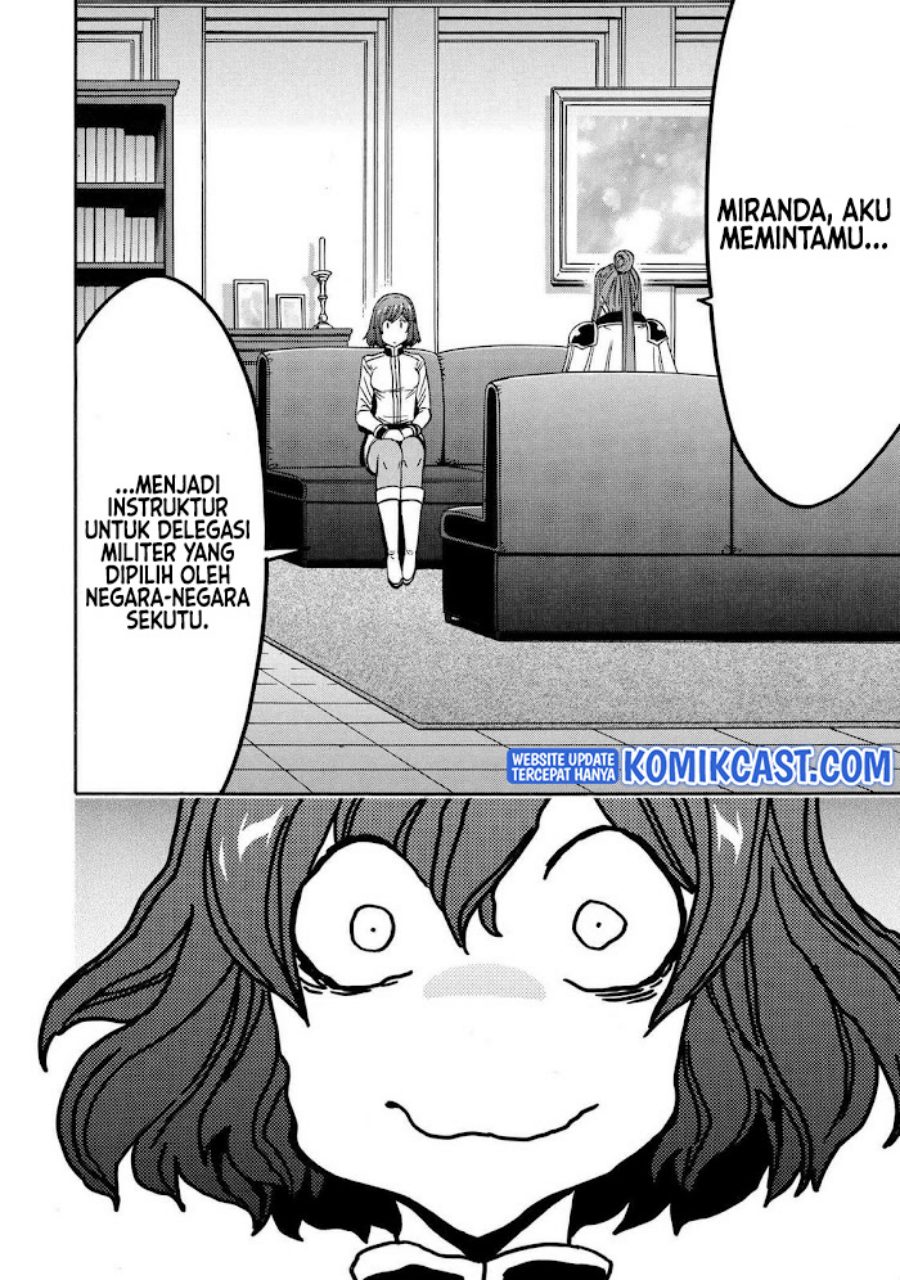 MIRANDA, AKU
MEMINTAMU...
...MENJADI
INSTRUKTUR
UNTUK DELEGASI
MILITER YANG
DIPILIH OLEH
NEGARA-NEGARA
SEKUTU.
WEBSITE UPDATE
TERCEPAT HANYA
KOMIKCAST.COM